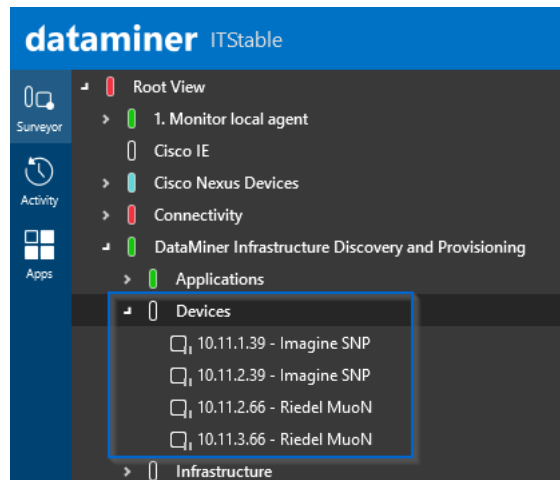 dataminer ITStable
Surveyor
Activity
Apps
Root View
1. Monitor local agent
Cisco IE
Cisco Nexus Devices
Connectivity
DataMiner Infrastructure Discovery and Provisioning
Applications
Devices
10.11.1.39 - Imagine SNP
10.11.2.39 - Imagine SNP
10.11.2.66 - Riedel MuoN
10.11.3.66 - Riedel MuoN
Infrastructure